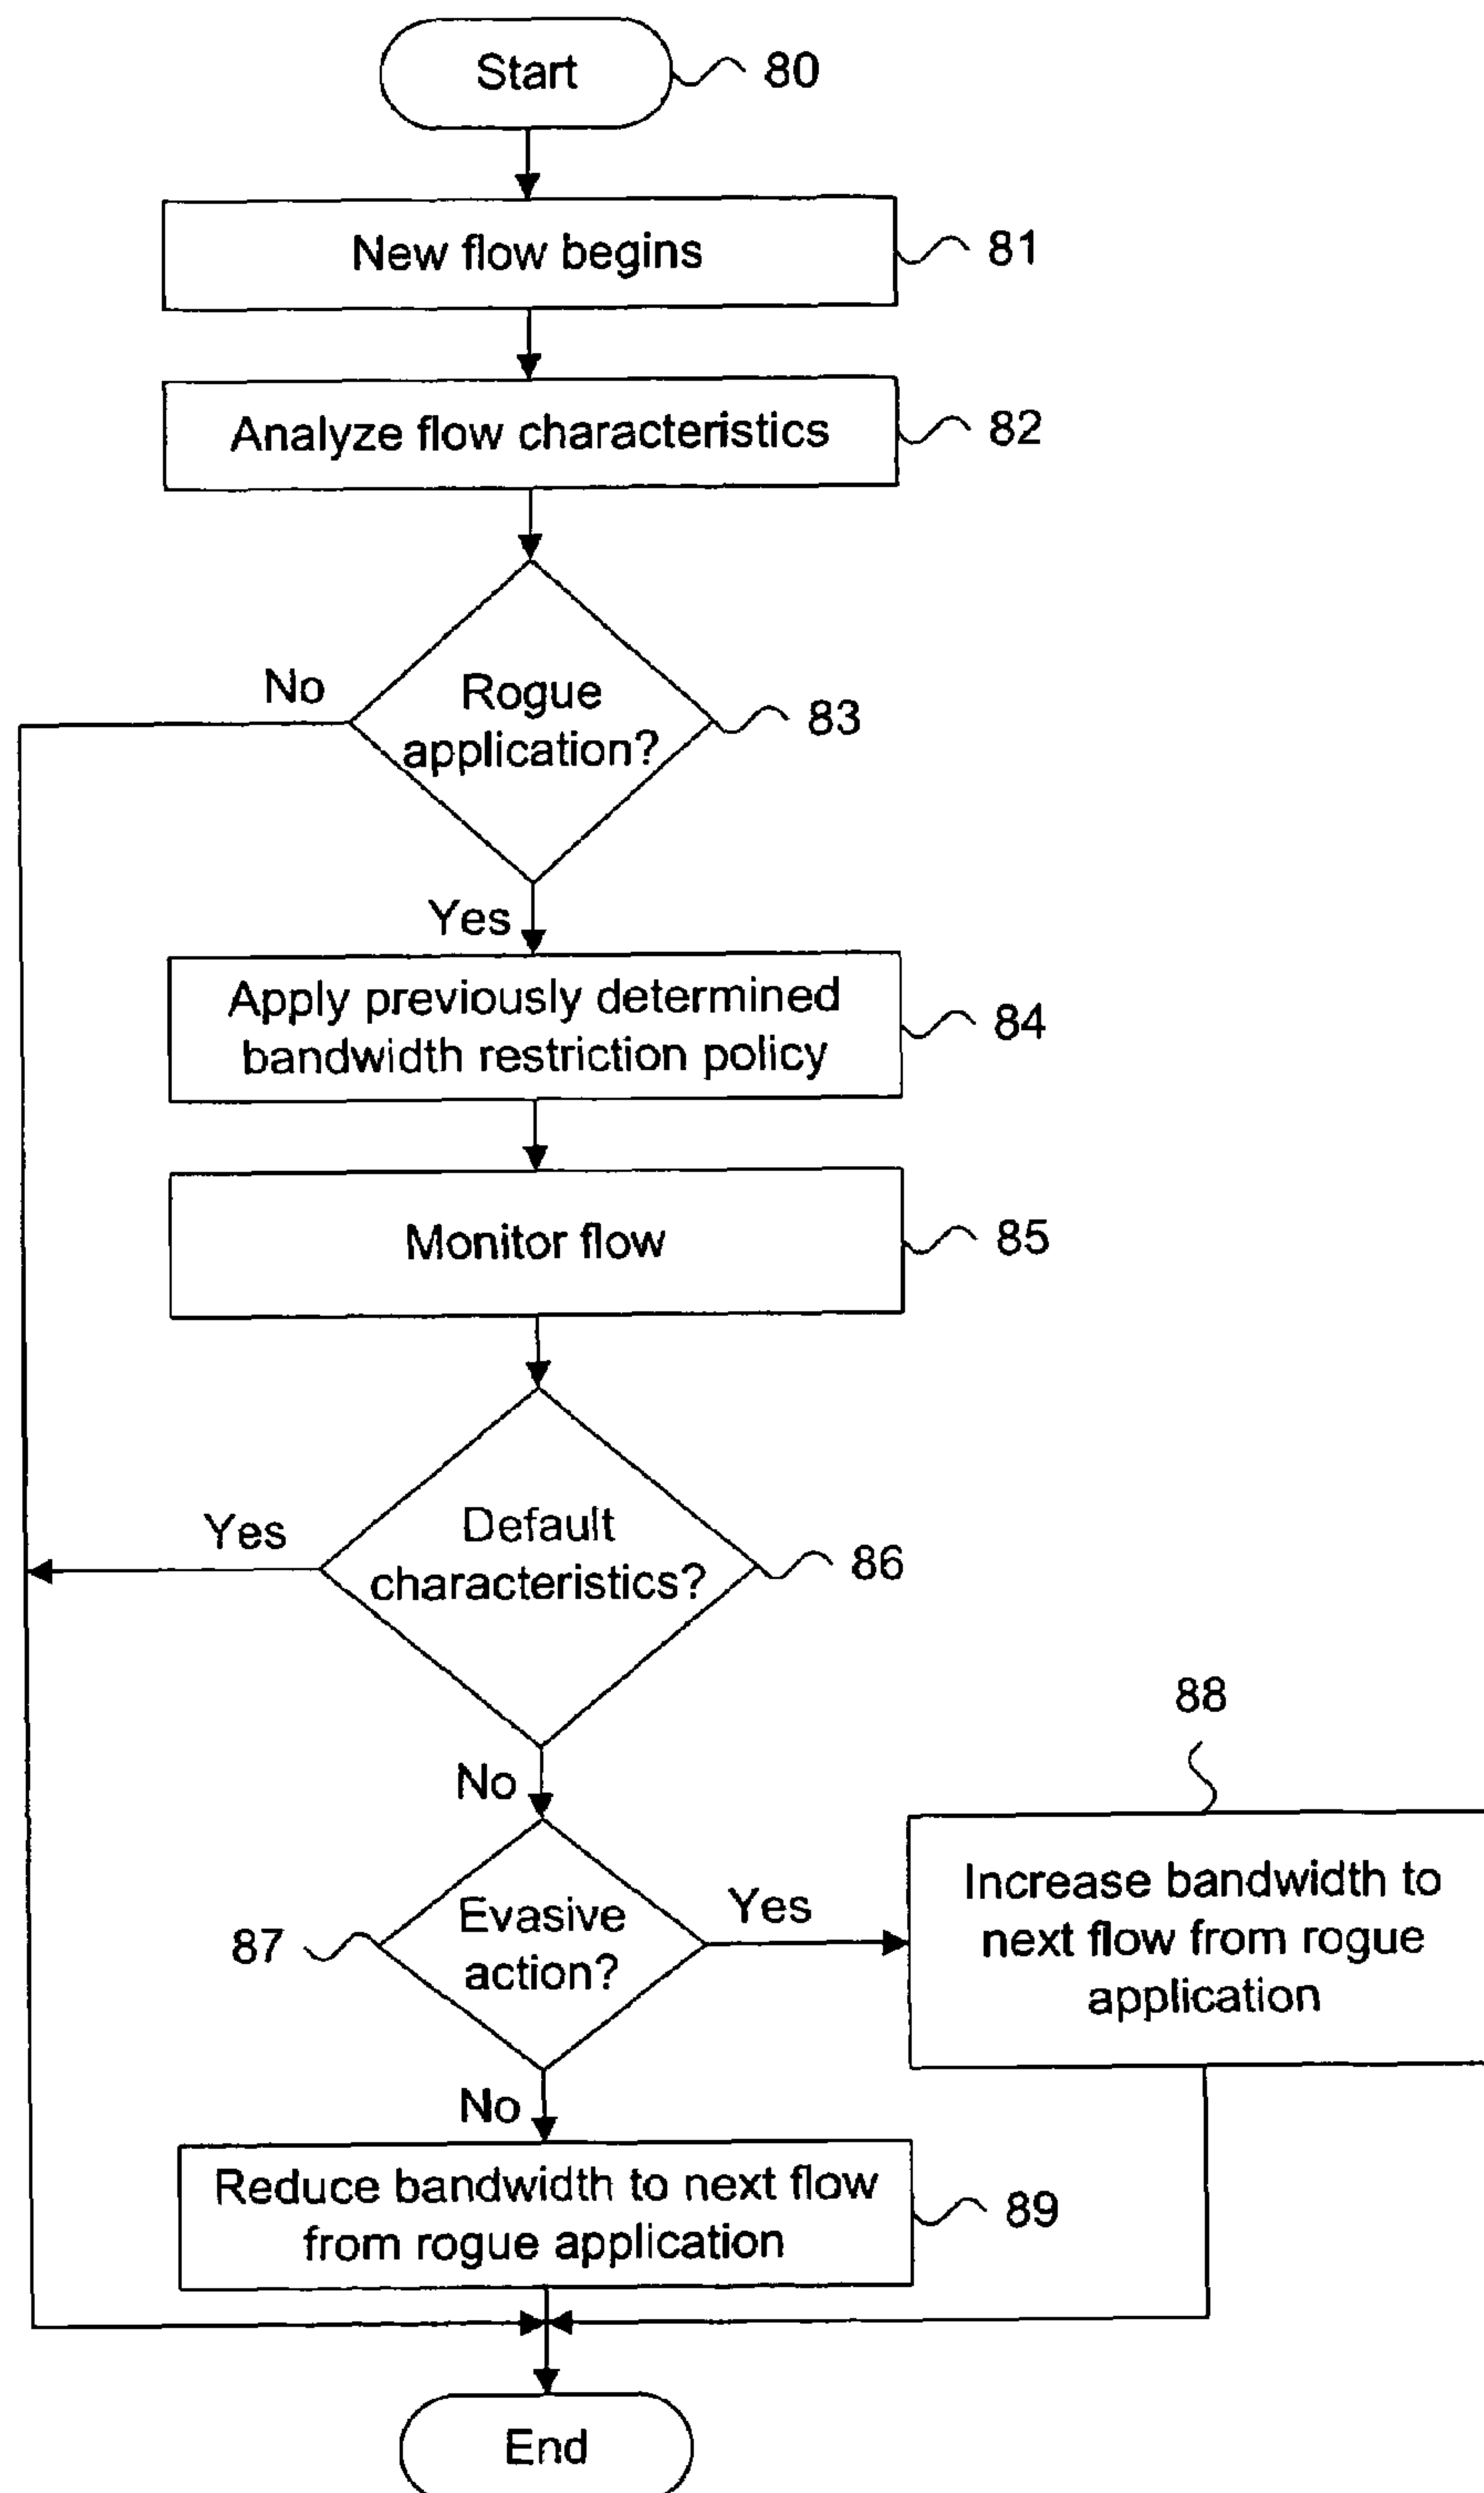 Start
80
New flow begins
81
Analyze flow characteristics
82
No
Rogue
application?
83
Yes
Apply previously determined
bandwidth restriction policy
84
Monitor flow
85
Yes
Default
characteristics?
86
88
No
87
Evasive
action?
Yes
Increase bandwidth to
next flow from rogue
application
No
Reduce bandwidth to next flow
from rogue application
89
End